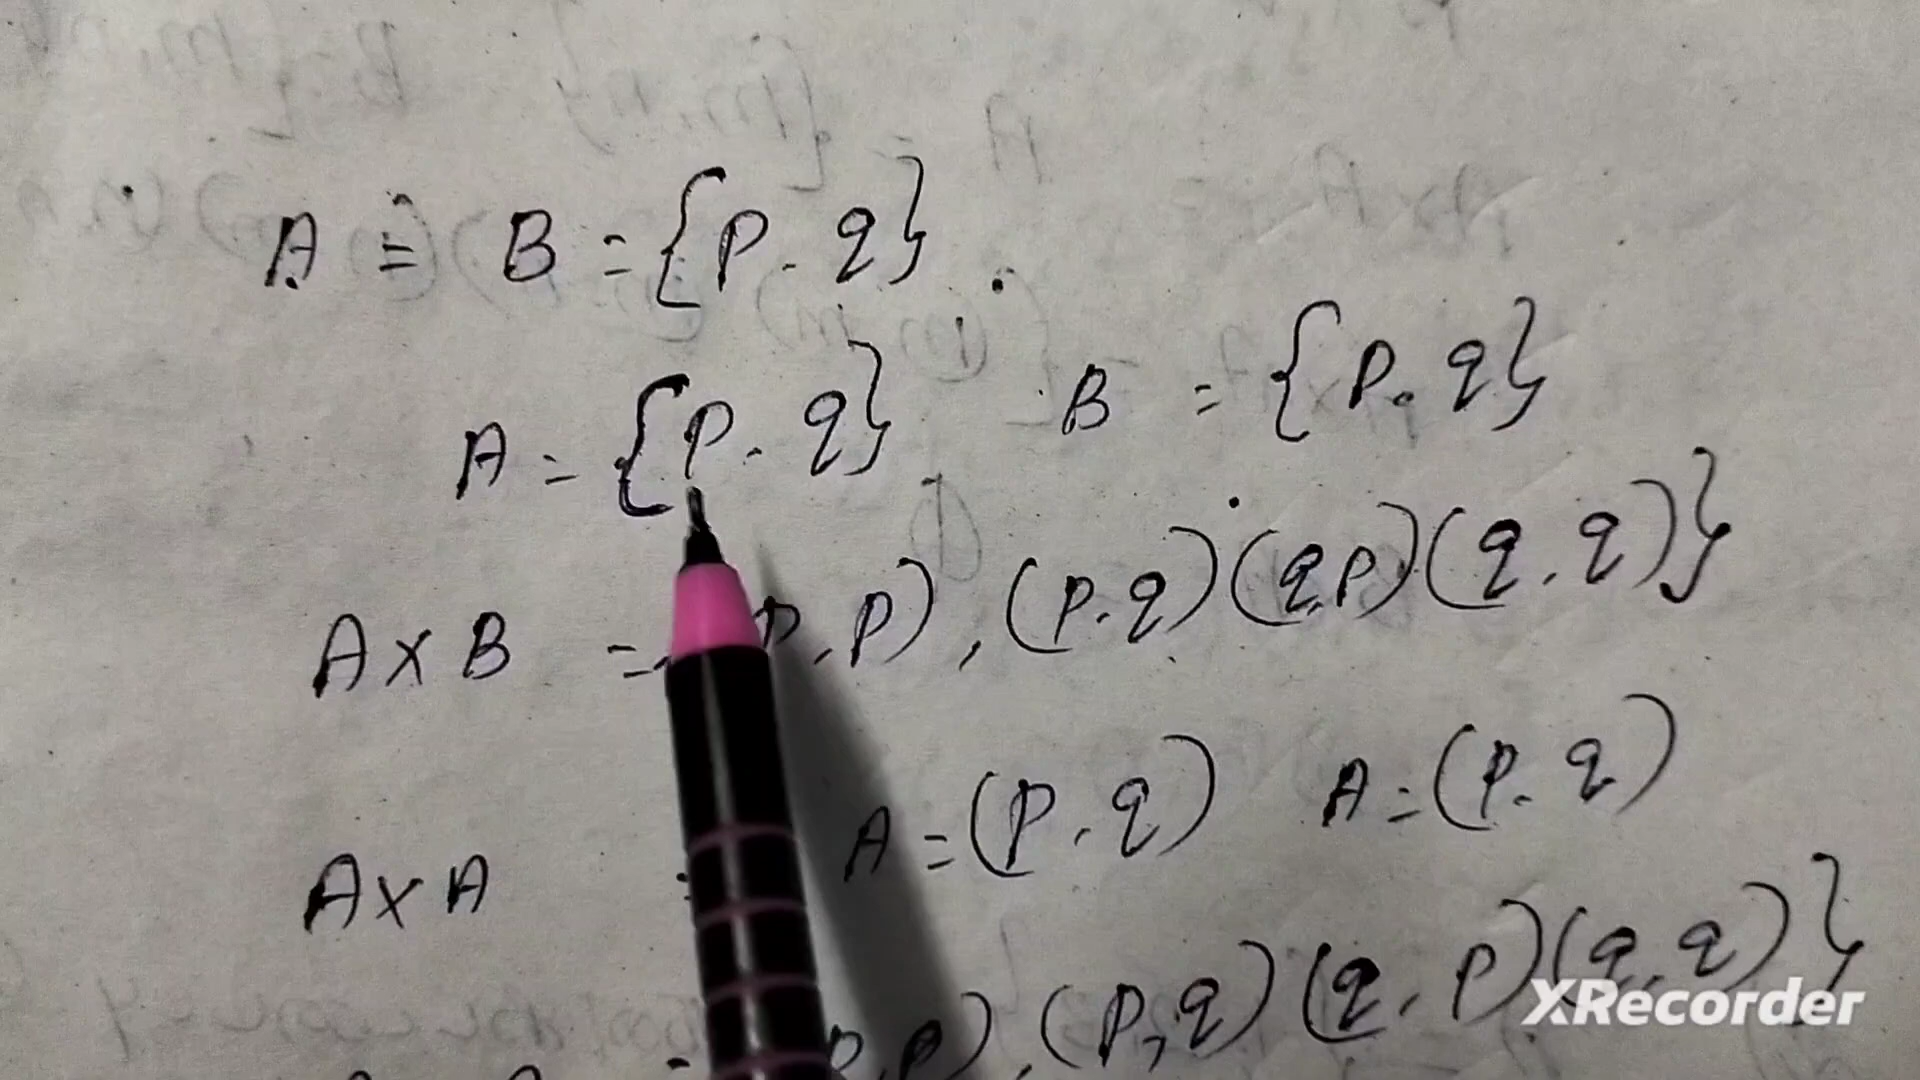 A = B = {P. q}.
A = {P. q} B = {P. q}
A x B = P, P), (P. q) (q, P) (q, q)}
A x A A = (P. q) A = (P. q)
P, P), (P, q) (q, P) (q, q)}
XRecorder